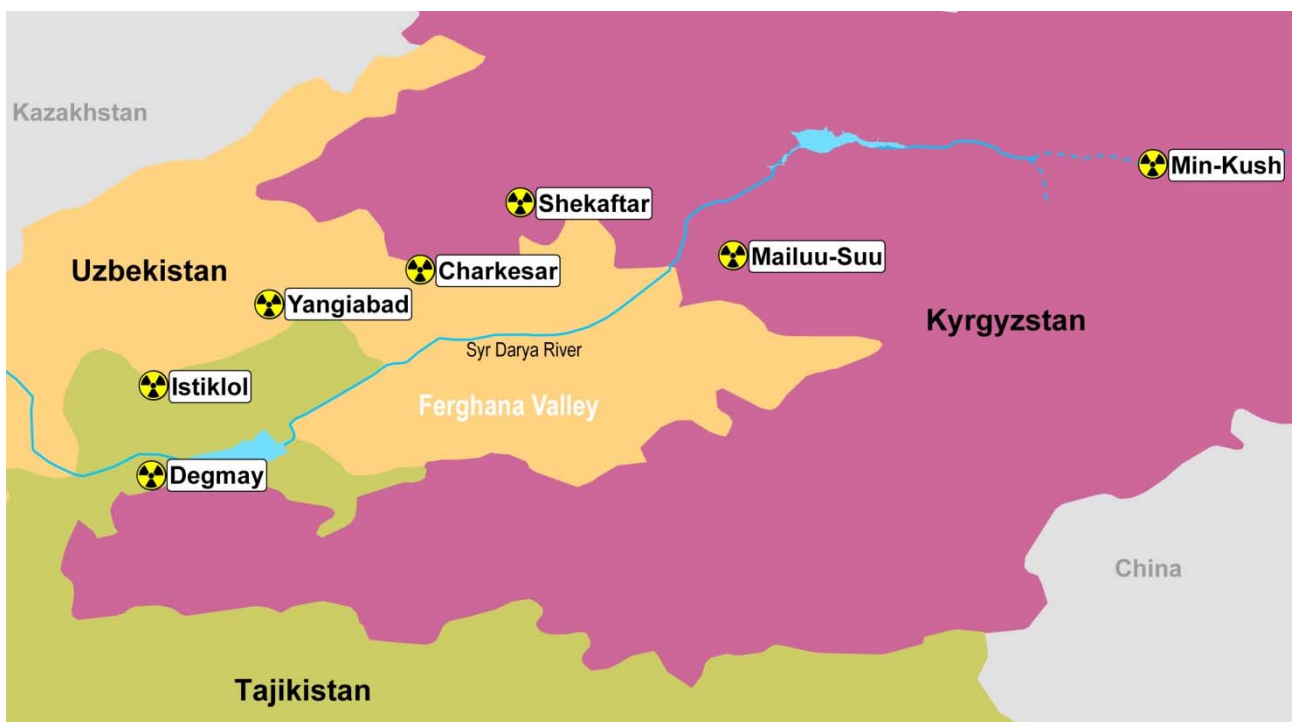 Kazakhstan
Min-Kush
Shekaftar
Mailuu-Suu
Uzbekistan
Charkesar
Yangiabad
Kyrgyzstan
Syr Darya River
Istiklol
Ferghana Valley
Degmay
China
Tajikistan